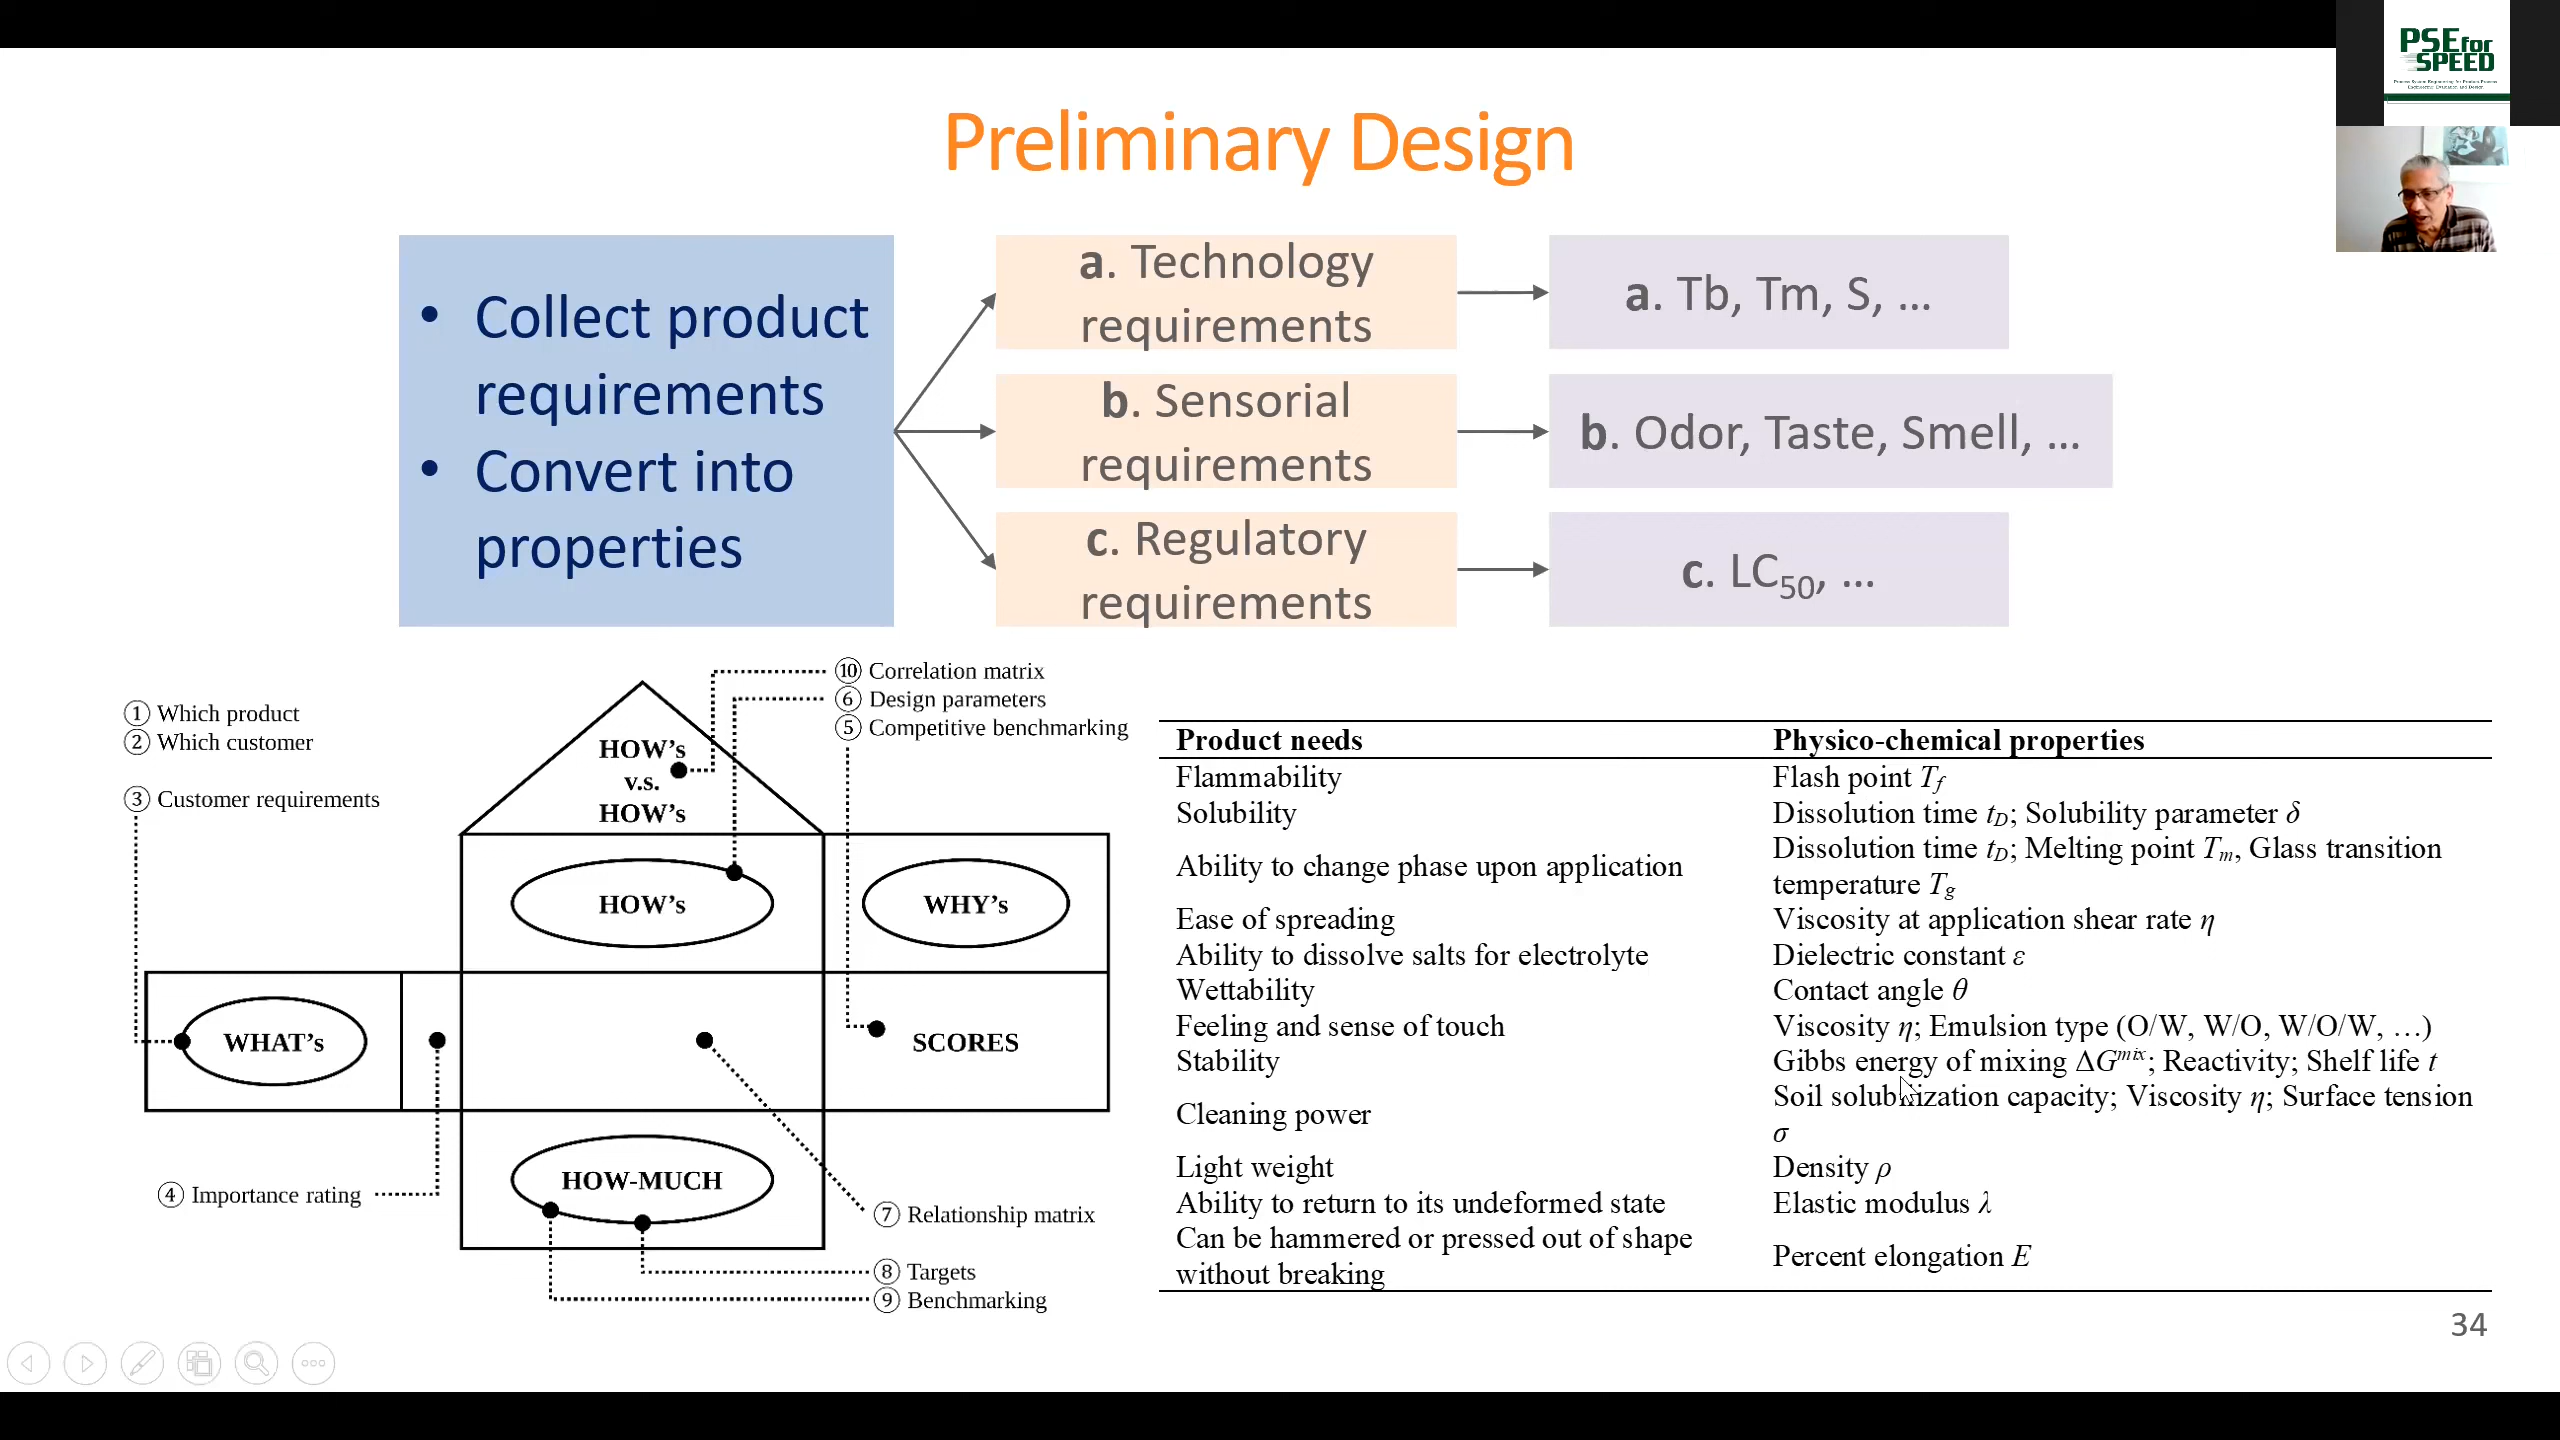 PSE for
SPEED
Preliminary Design
• Collect product
requirements
• Convert into
properties
a. Technology
requirements
b. Sensorial
requirements
c. Regulatory
requirements
a. Tb, Tm, S, ...
b. Odor, Taste, Smell, ...
c. LC50, ...
① Which product
② Which customer
③ Customer requirements
⑩ Correlation matrix
⑥ Design parameters
⑤ Competitive benchmarking
HOW's
v.s.
HOW's
HOW's
WHY's
WHAT's
SCORES
HOW-MUCH
④ Importance rating
⑦ Relationship matrix
⑧ Targets
⑨ Benchmarking
Product needs Physico-chemical properties
Flammability Flash point Tf
Solubility Dissolution time tD; Solubility parameter δ
Ability to change phase upon application Dissolution time tD; Melting point Tm, Glass transition
temperature Tg
Ease of spreading Viscosity at application shear rate η
Ability to dissolve salts for electrolyte Dielectric constant ε
Wettability Contact angle θ
Feeling and sense of touch Viscosity η; Emulsion type (O/W, W/O, W/O/W, …)
Stability Gibbs energy of mixing ΔGmix; Reactivity; Shelf life t
Cleaning power Soil solubilization capacity; Viscosity η; Surface tension
σ
Light weight Density ρ
Ability to return to its undeformed state Elastic modulus λ
Can be hammered or pressed out of shape
without breaking Percent elongation E
34